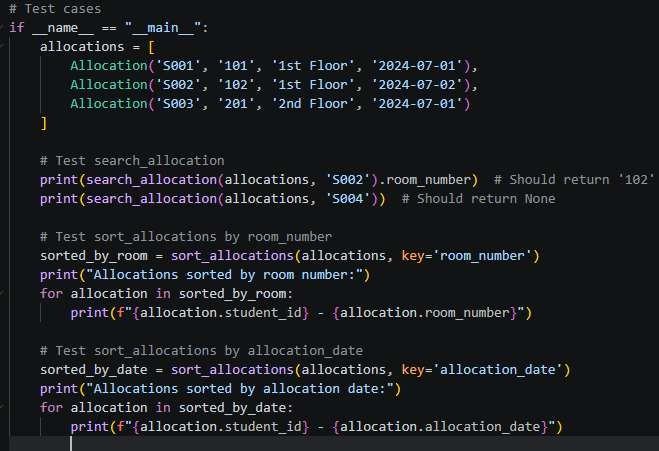 # Test cases
if __name__ == "__main__":
    allocations = [
        Allocation('S001', '101', '1st Floor', '2024-07-01'),
        Allocation('S002', '102', '1st Floor', '2024-07-02'),
        Allocation('S003', '201', '2nd Floor', '2024-07-01')
    ]

    # Test search_allocation
    print(search_allocation(allocations, 'S002').room_number)  # Should return '102'
    print(search_allocation(allocations, 'S004'))  # Should return None

    # Test sort_allocations by room_number
    sorted_by_room = sort_allocations(allocations, key='room_number')
    print("Allocations sorted by room number:")
    for allocation in sorted_by_room:
        print(f"{allocation.student_id} - {allocation.room_number}")

    # Test sort_allocations by allocation_date
    sorted_by_date = sort_allocations(allocations, key='allocation_date')
    print("Allocations sorted by allocation date:")
    for allocation in sorted_by_date:
        print(f"{allocation.student_id} - {allocation.allocation_date}")